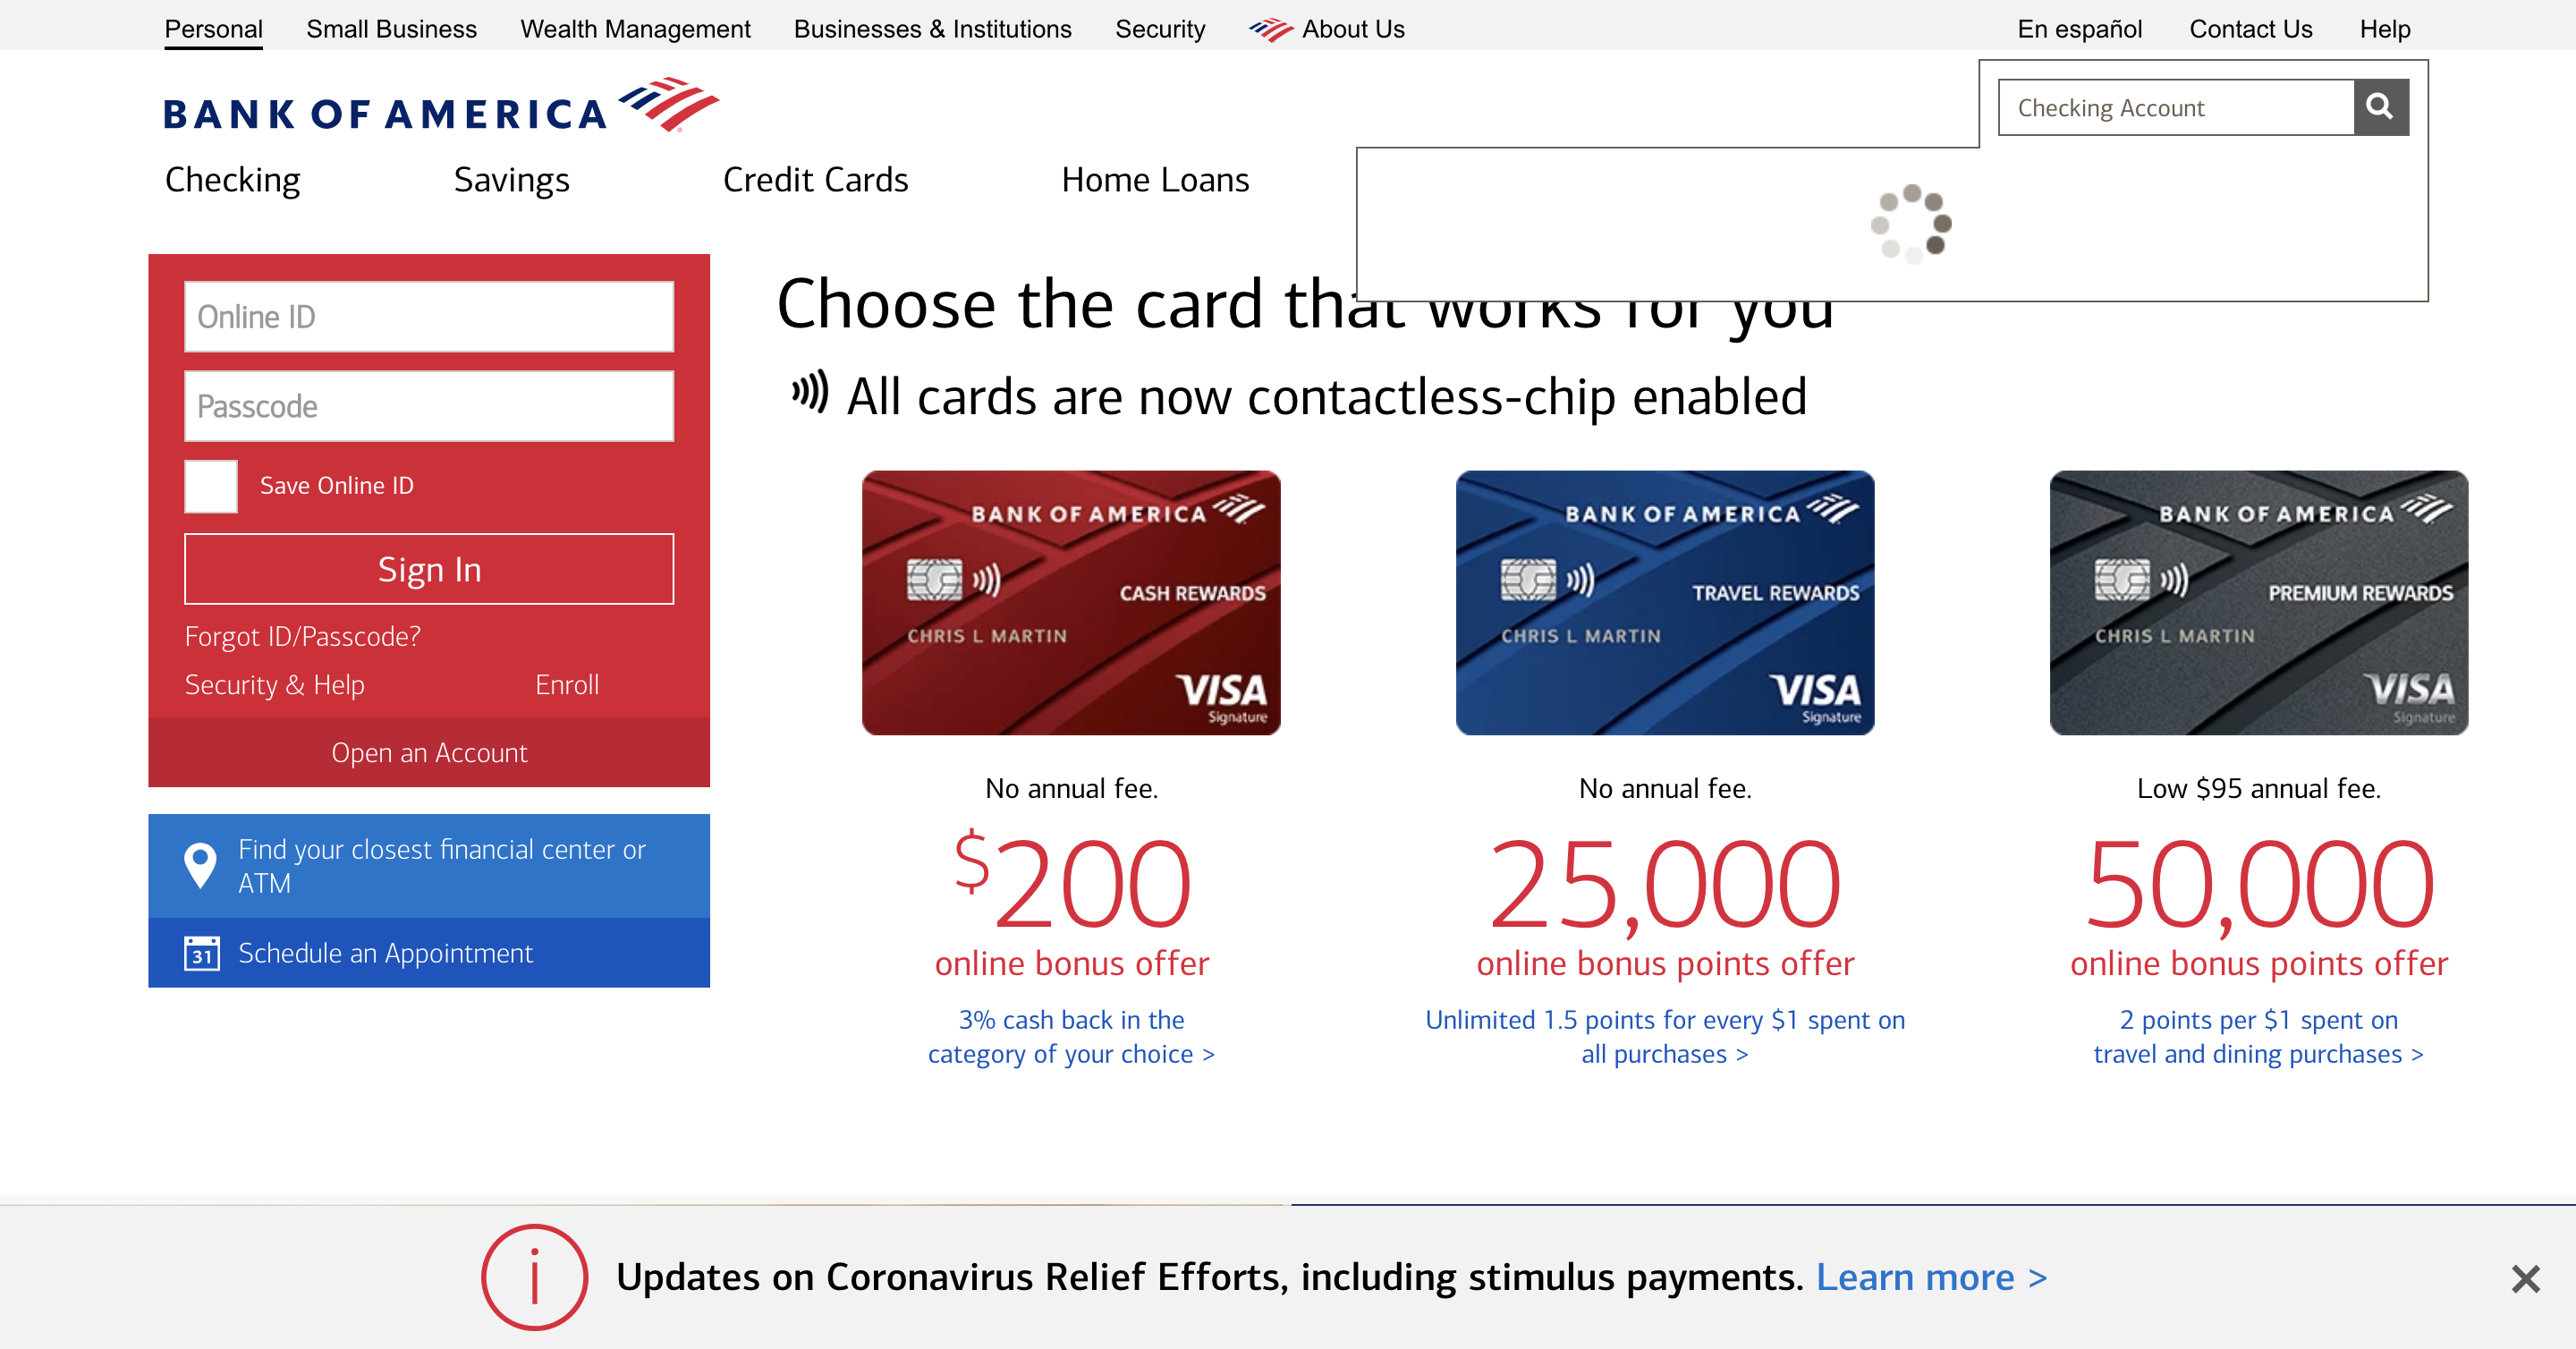 Personal
Small Business
Wealth Management
Businesses & Institutions
Security
About Us
En español
Contact Us
Help
BANK OF AMERICA
Checking Account
Checking
Savings
Credit Cards
Home Loans
Online ID
Passcode
Save Online ID
Sign In
Forgot ID/Passcode?
Security & Help
Enroll
Open an Account
Find your closest financial center or
ATM
31
Schedule an Appointment
Choose the card that works for you
All cards are now contactless-chip enabled
BANK OF AMERICA
CASH REWARDS
CHRIS L MARTIN
VISA
Signature
No annual fee.
$200
online bonus offer
3% cash back in the
category of your choice >
BANK OF AMERICA
TRAVEL REWARDS
CHRIS L MARTIN
VISA
Signature
No annual fee.
25,000
online bonus points offer
Unlimited 1.5 points for every $1 spent on
all purchases >
BANK OF AMERICA
PREMIUM REWARDS
CHRIS L MARTIN
VISA
Signature
Low $95 annual fee.
50,000
online bonus points offer
2 points per $1 spent on
travel and dining purchases >
Updates on Coronavirus Relief Efforts, including stimulus payments. Learn more >